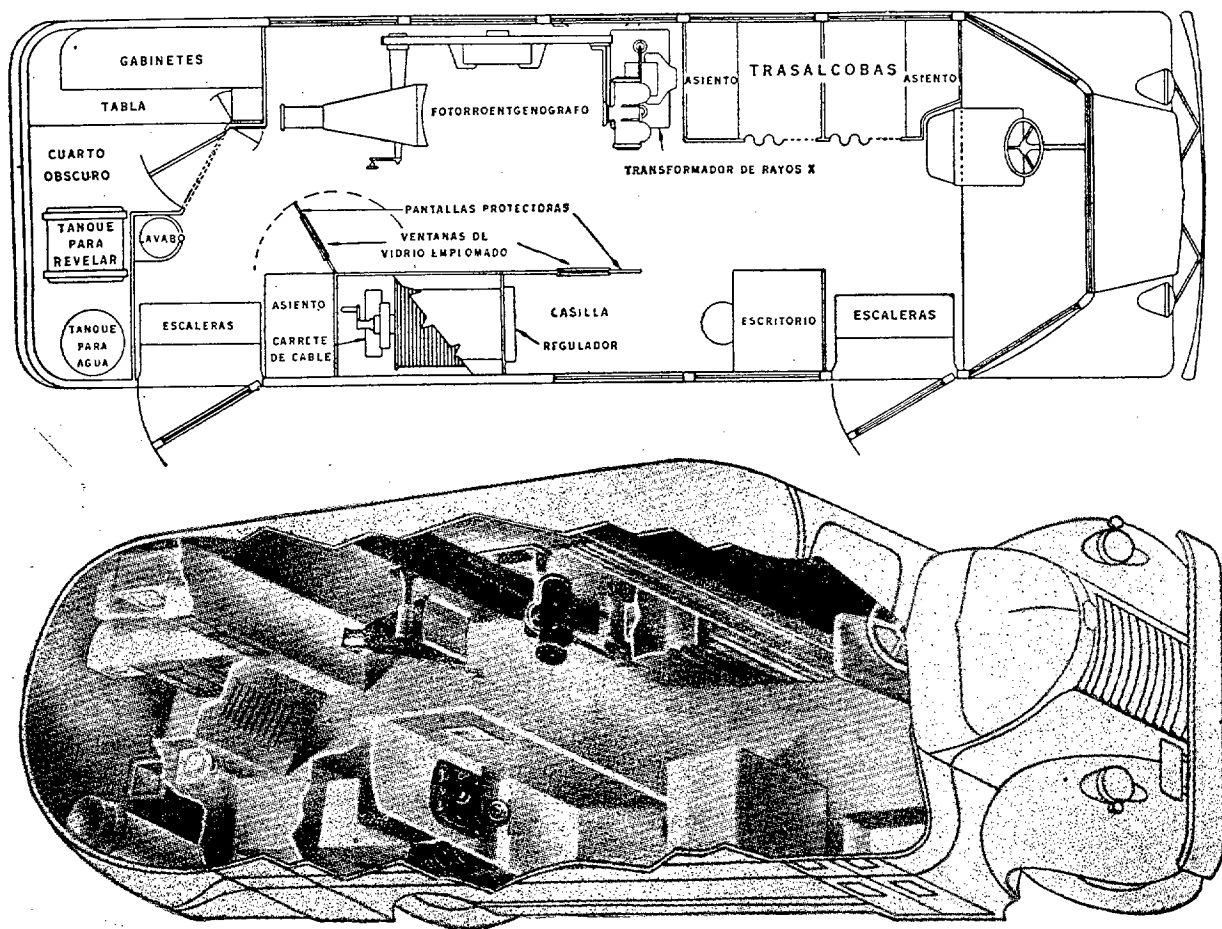 GABINETES
TABLA
CUARTO
OBSCURO
TANQUE
PARA
REVELAR
LAVABO
TANQUE
PARA
AGUA
ESCALERAS
FOTORROENTGENOGRAFO
ASIENTO
TRASALCOBAS
ASIENTO
TRANSFORMADOR DE RAYOS X
PANTALLAS PROTECTORAS
VENTANAS DE
VIDRIO EMPLOMADO
ASIENTO
CARRETE
DE CABLE
CASILLA
REGULADOR
ESCRITORIO
ESCALERAS